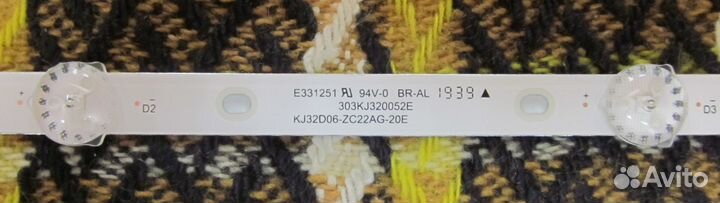 E331251 94V-0 BR-AL 1939 ▲
303KJ320052E
KJ32D06-ZC22AG-20E
+ D2
+ D3
Avito